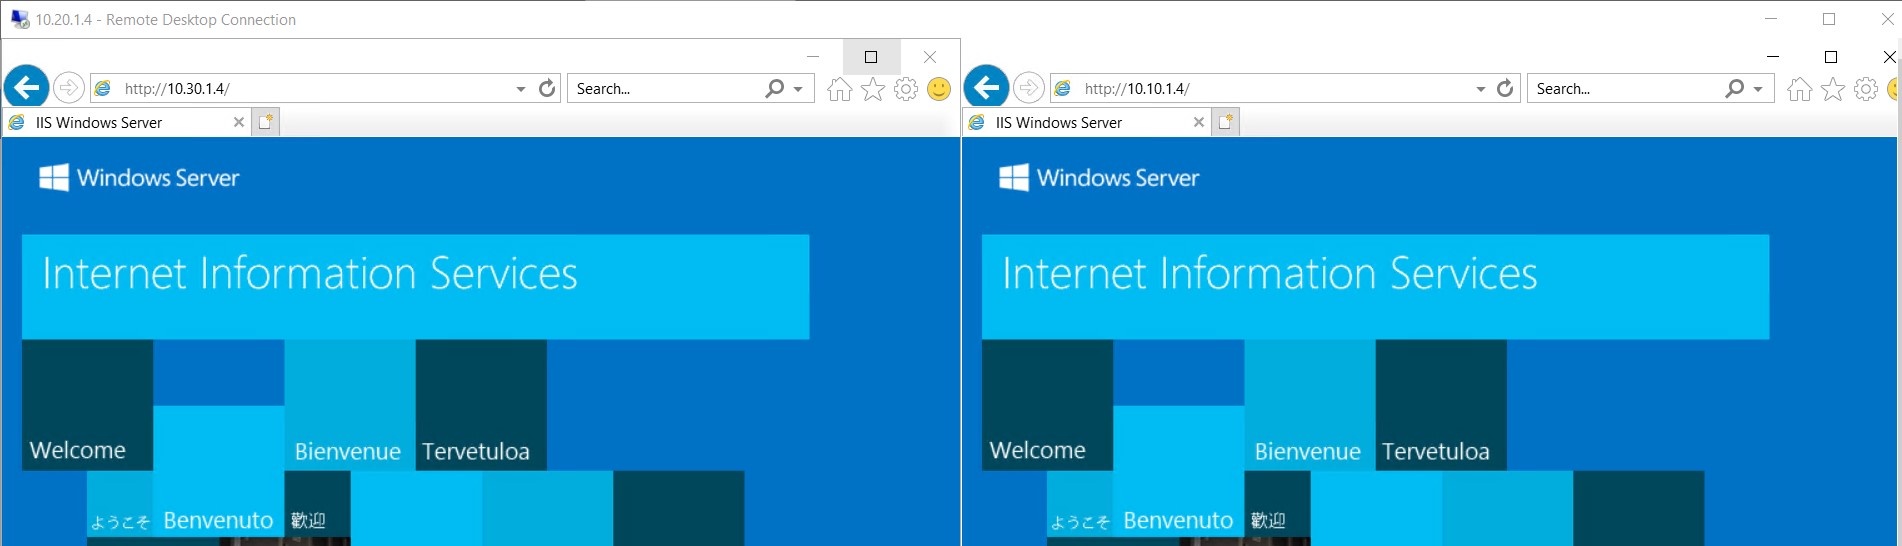 10.20.1.4 - Remote Desktop Connection
http://10.30.1.4/
Search...
IIS Windows Server
Windows Server
Internet Information Services
Welcome
Bienvenue
Tervetuloa
ようこそ
Benvenuto
歡迎
http://10.10.1.4/
Search...
IIS Windows Server
Windows Server
Internet Information Services
Welcome
Bienvenue
Tervetuloa
ようこそ
Benvenuto
歡迎